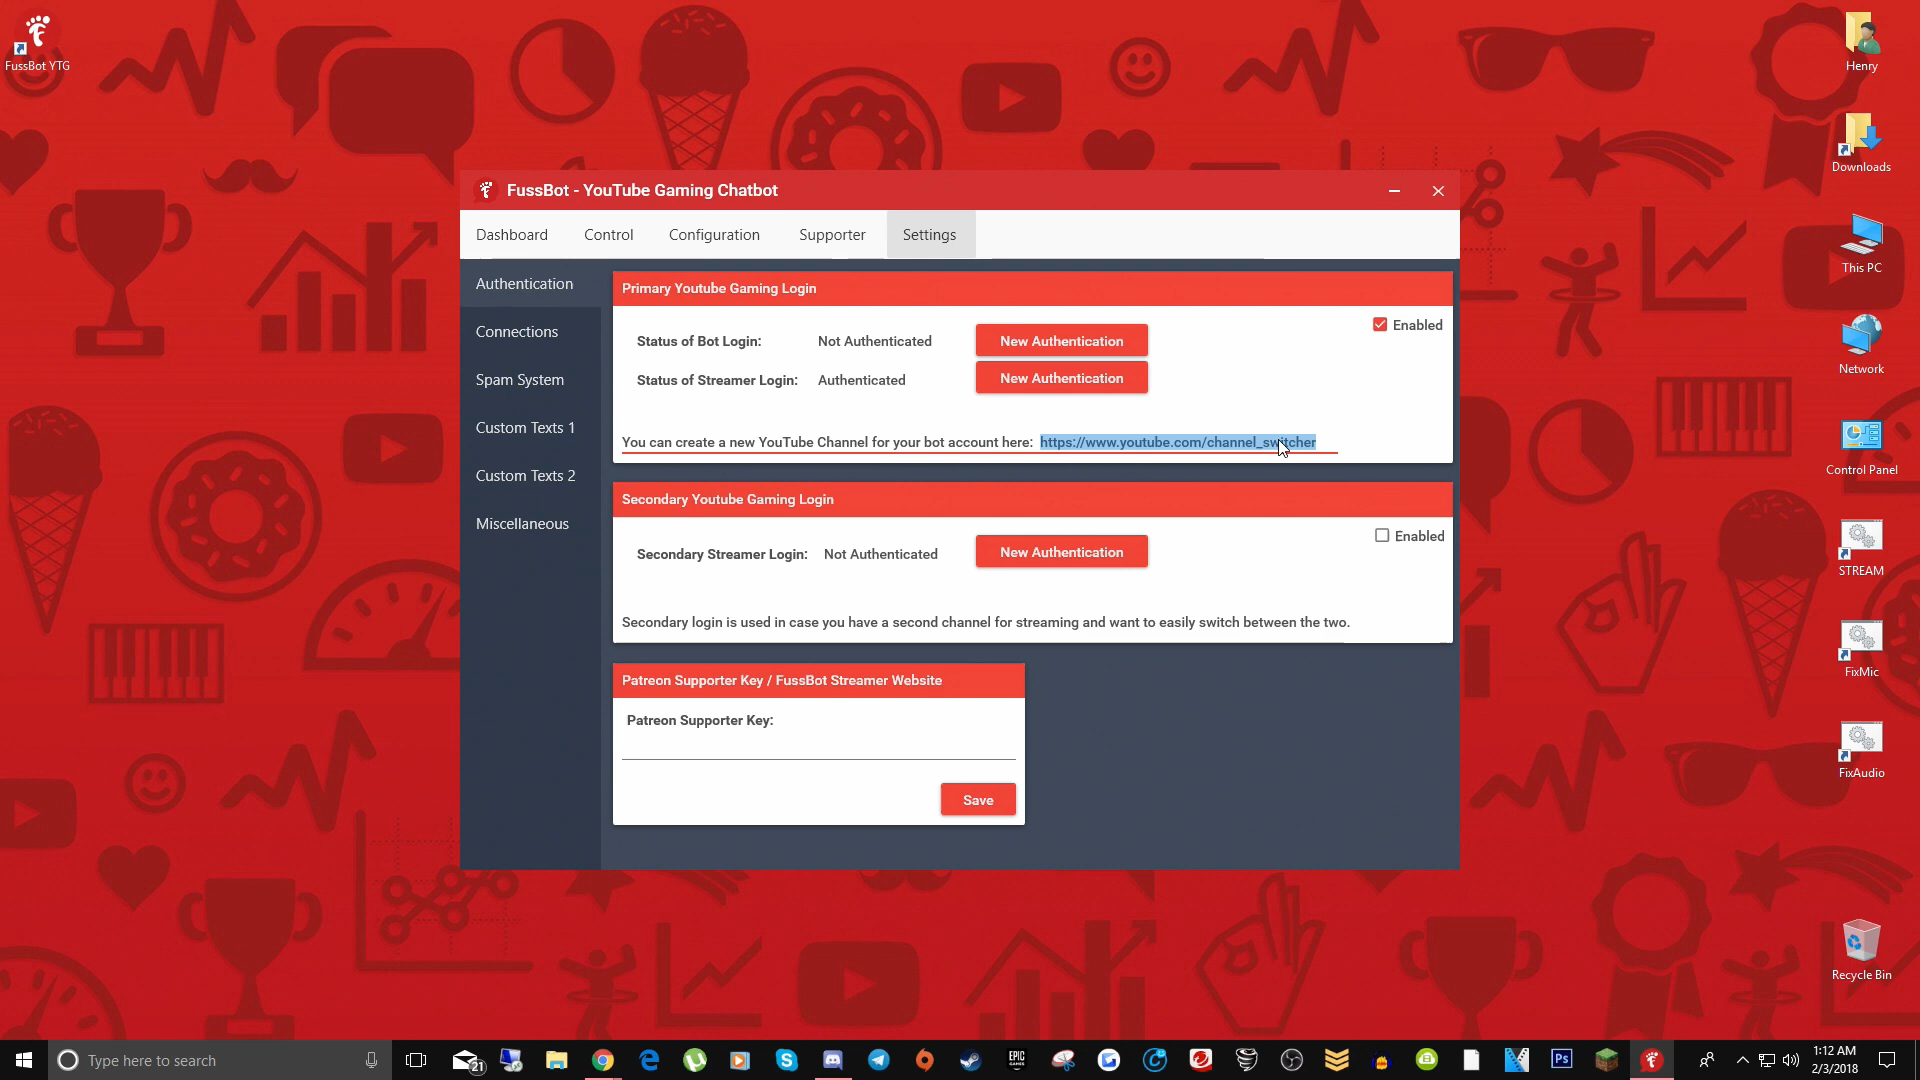 FussBot YTG
Henry
Downloads
This PC
Network
Control Panel
STREAM
FixMic
FixAudio
Recycle Bin
FussBot - YouTube Gaming Chatbot
Dashboard Control Configuration Supporter Settings
Authentication
Connections
Spam System
Custom Texts 1
Custom Texts 2
Miscellaneous
Primary Youtube Gaming Login
Enabled
Status of Bot Login: Not Authenticated New Authentication
Status of Streamer Login: Authenticated New Authentication
You can create a new YouTube Channel for your bot account here: https://www.youtube.com/channel_switcher
Secondary Youtube Gaming Login
Enabled
Secondary Streamer Login: Not Authenticated New Authentication
Secondary login is used in case you have a second channel for streaming and want to easily switch between the two.
Patreon Supporter Key / FussBot Streamer Website
Patreon Supporter Key:
Save
Type here to search
21
EPIC
GAMES
Ps
1:12 AM
2/3/2018